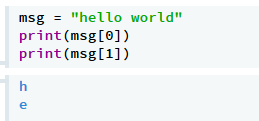 msg = "hello world"
print(msg[0])
print(msg[1])
h
e